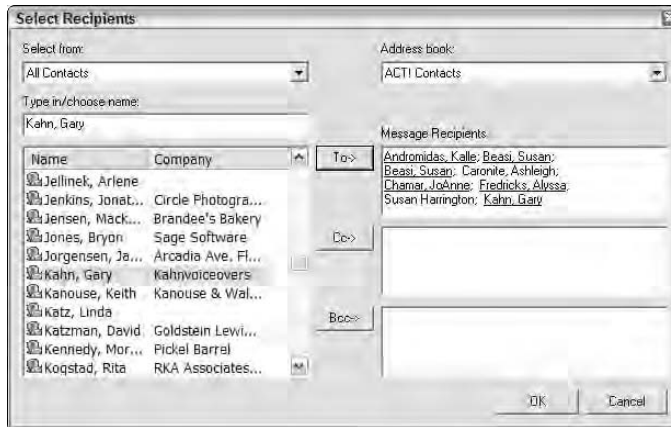 Select Recipients
Select from:
All Contacts
Address book:
ACT! Contacts
Type in/choose name:
Kahn, Gary
Name Company
Jellinek, Arlene
Jenkins, Jonat... Circle Photogra...
Jensen, Mack... Brandee's Bakery
Jones, Bryon Sage Software
Jorgensen, Ja... Arcadia Ave. Fl...
Kahn, Gary Kahnvoiceovers
Kanouse, Keith Kanouse & Wal...
Katz, Linda
Katzman, David Goldstein Lewi...
Kennedy, Mor... Pickel Barrel
Koqstad, Rita RKA Associates...
To->
Cc->
Bcc->
Message Recipients
Andromidas, Kalle; Beasi, Susan;
Beasi, Susan; Caronite, Ashleigh;
Chamar, JoAnne; Fredicks, Alyssa;
Susan Harrington; Kahn, Gary
OK Cancel